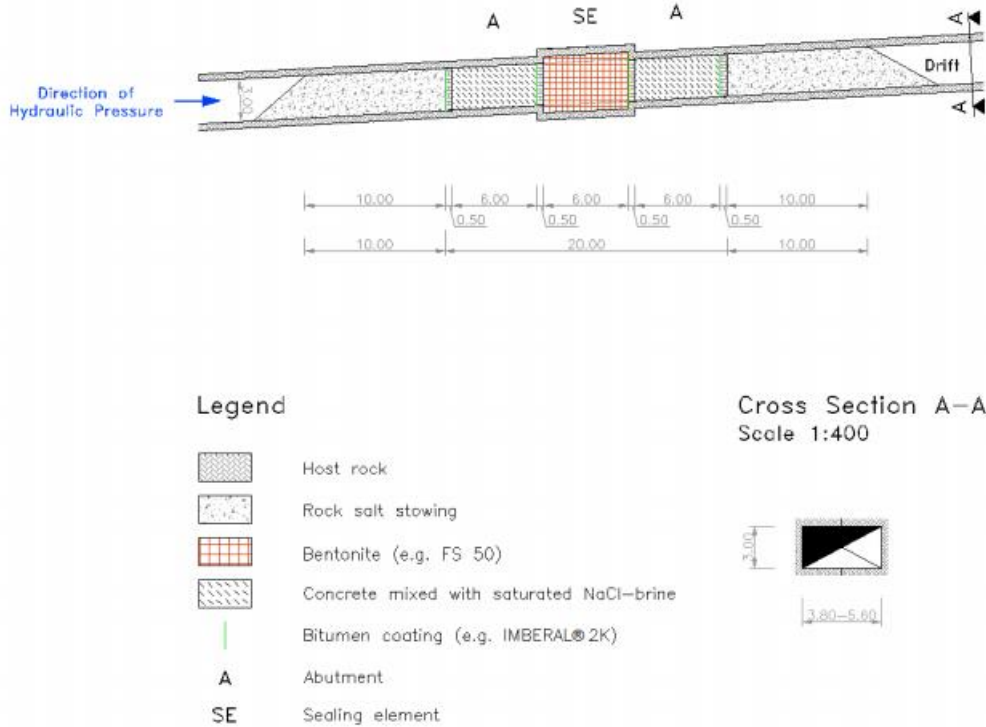 A
SE
A
A
Direction of
Hydraulic Pressure
3.00
Drift
A
10.00
6.00
6.00
6.00
10.00
0.50
0.50
0.50
0.50
10.00
20.00
10.00
Legend
Host rock
Rock salt stowing
Bentonite (e.g. FS 50)
Concrete mixed with saturated NaCl-brine
Bitumen coating (e.g. IMBERAL® 2K)
A Abutment
SE Sealing element
Cross Section A-A
Scale 1:400
3.00
3.80-5.60